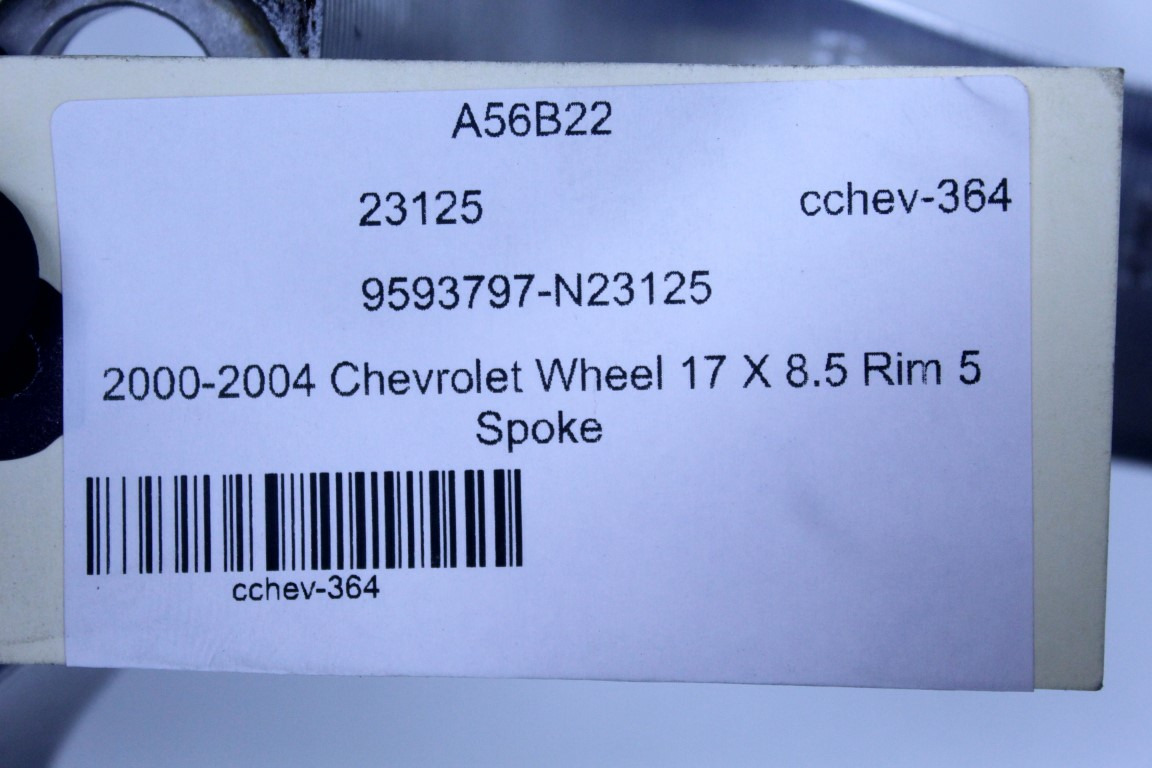 A56B22
23125 cchev-364
9593797-N23125
2000-2004 Chevrolet Wheel 17 X 8.5 Rim 5
Spoke
cchev-364